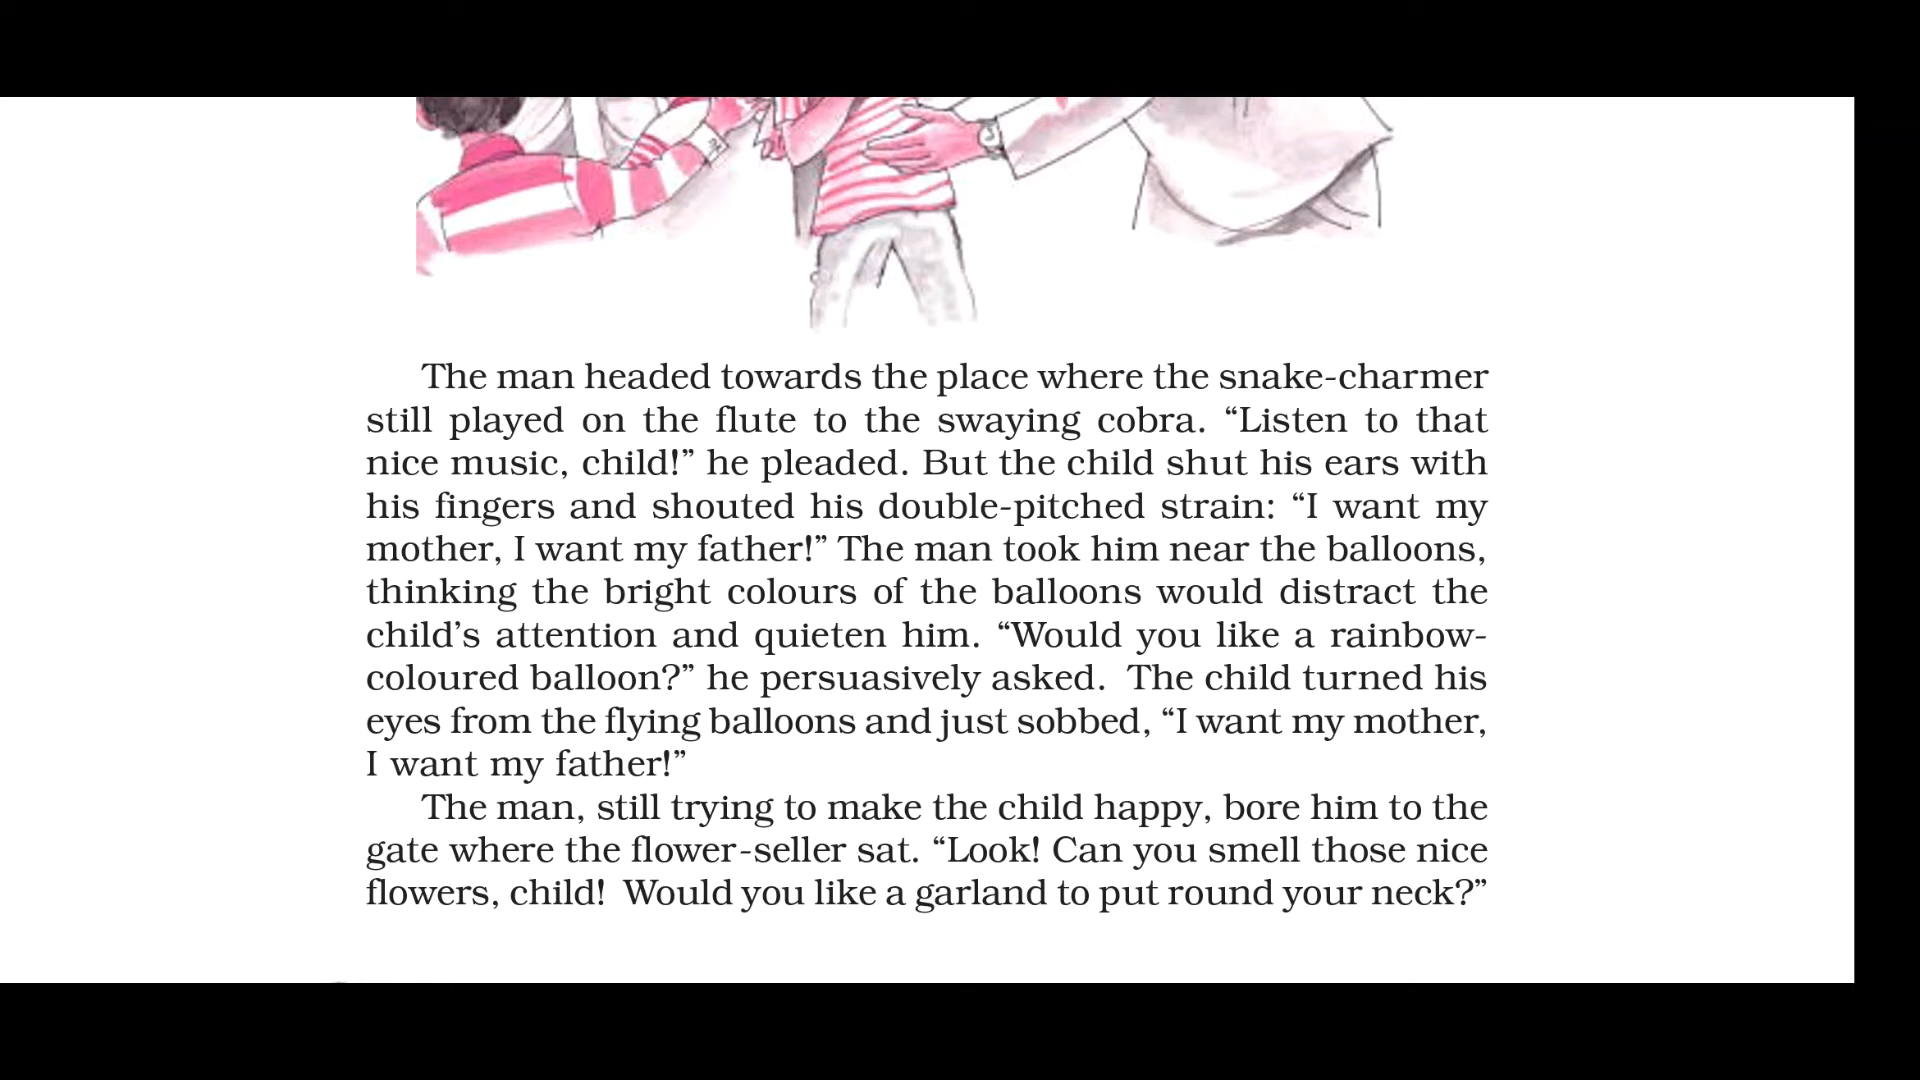 The man headed towards the place where the snake-charmer
still played on the flute to the swaying cobra. “Listen to that
nice music, child!” he pleaded. But the child shut his ears with
his fingers and shouted his double-pitched strain: “I want my
mother, I want my father!” The man took him near the balloons,
thinking the bright colours of the balloons would distract the
child’s attention and quieten him. “Would you like a rainbow-
coloured balloon?” he persuasively asked.  The child turned his
eyes from the flying balloons and just sobbed, “I want my mother,
I want my father!”
The man, still trying to make the child happy, bore him to the
gate where the flower-seller sat. “Look! Can you smell those nice
flowers, child!  Would you like a garland to put round your neck?”